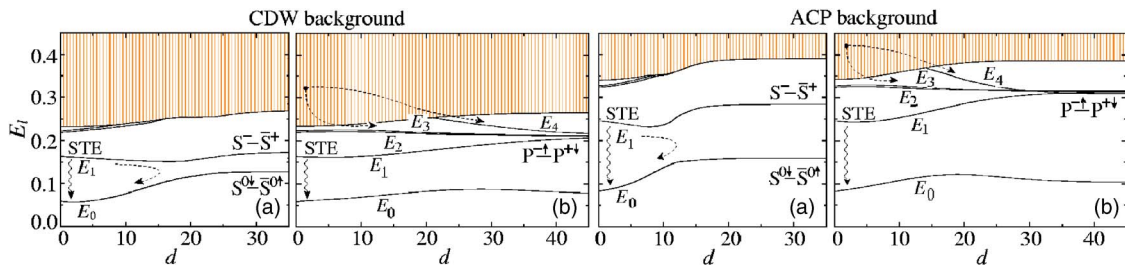 CDW background
ACP background
E_l
0.4
0.3
0.2
0.1
0.0
STE
E₁
E₀
S⁻–S̄⁺
S⁰↓–S̄⁰↑
(a)
0
10
20
30
d
STE
E₃
E₄
E₂
E₁
P⁻↑–P⁺↓
E₀
(b)
0
10
20
30
40
d
STE
E₁
E₀
S⁻–S̄⁺
S⁰↓–S̄⁰↑
(a)
0
10
20
30
d
STE
E₃
E₄
E₂
E₁
P⁻↑–P⁺↓
E₀
(b)
0
10
20
30
40
d